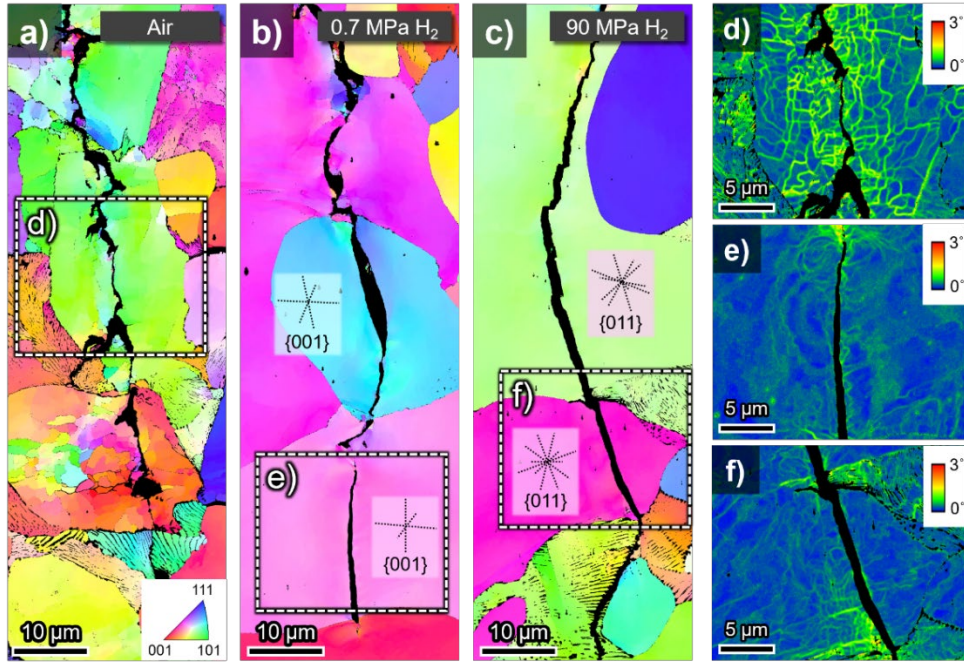 a)
Air
d)
111
001
101
10 µm
b)
0.7 MPa H₂
{001}
e)
{001}
10 µm
c)
90 MPa H₂
{011}
f)
{011}
10 µm
d)
3°
0°
5 µm
e)
3°
0°
5 µm
f)
3°
0°
5 µm